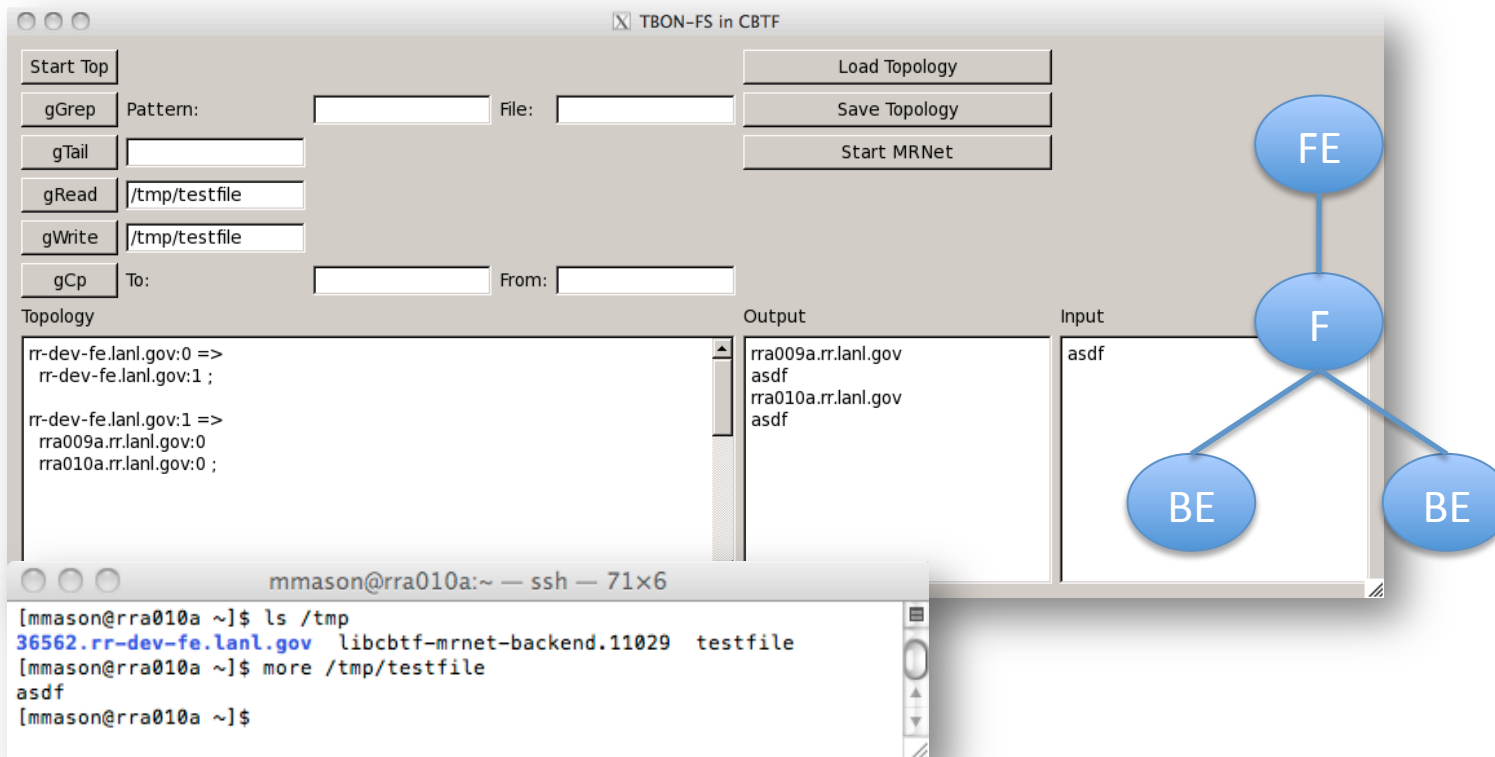 TBON-FS in CBTF
Start Top
Load Topology
gGrep Pattern: File:
Save Topology
gTail
Start MRNet
gRead /tmp/testfile
gWrite /tmp/testfile
gCp To: From:
Topology
rr-dev-fe.lanl.gov:0 =>
rr-dev-fe.lanl.gov:1 ;
rr-dev-fe.lanl.gov:1 =>
rra009a.rr.lanl.gov:0
rra010a.rr.lanl.gov:0 ;
Output
rra009a.rr.lanl.gov
asdf
rra010a.rr.lanl.gov
asdf
Input
asdf
FE
F
BE
BE
mmason@rra010a:~ — ssh — 71×6
[mmason@rra010a ~]$ ls /tmp
36562.rr-dev-fe.lanl.gov libcbtf-mrnet-backend.11029 testfile
[mmason@rra010a ~]$ more /tmp/testfile
asdf
[mmason@rra010a ~]$